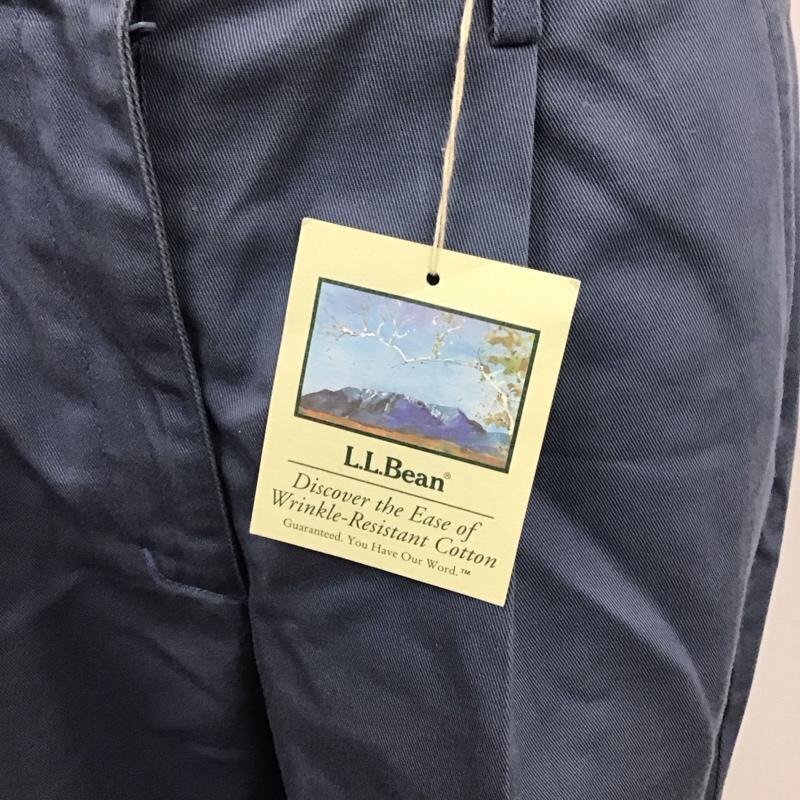 L.L.Bean®
Discover the Ease of
Wrinkle-Resistant Cotton
Guaranteed. You Have Our Word.™